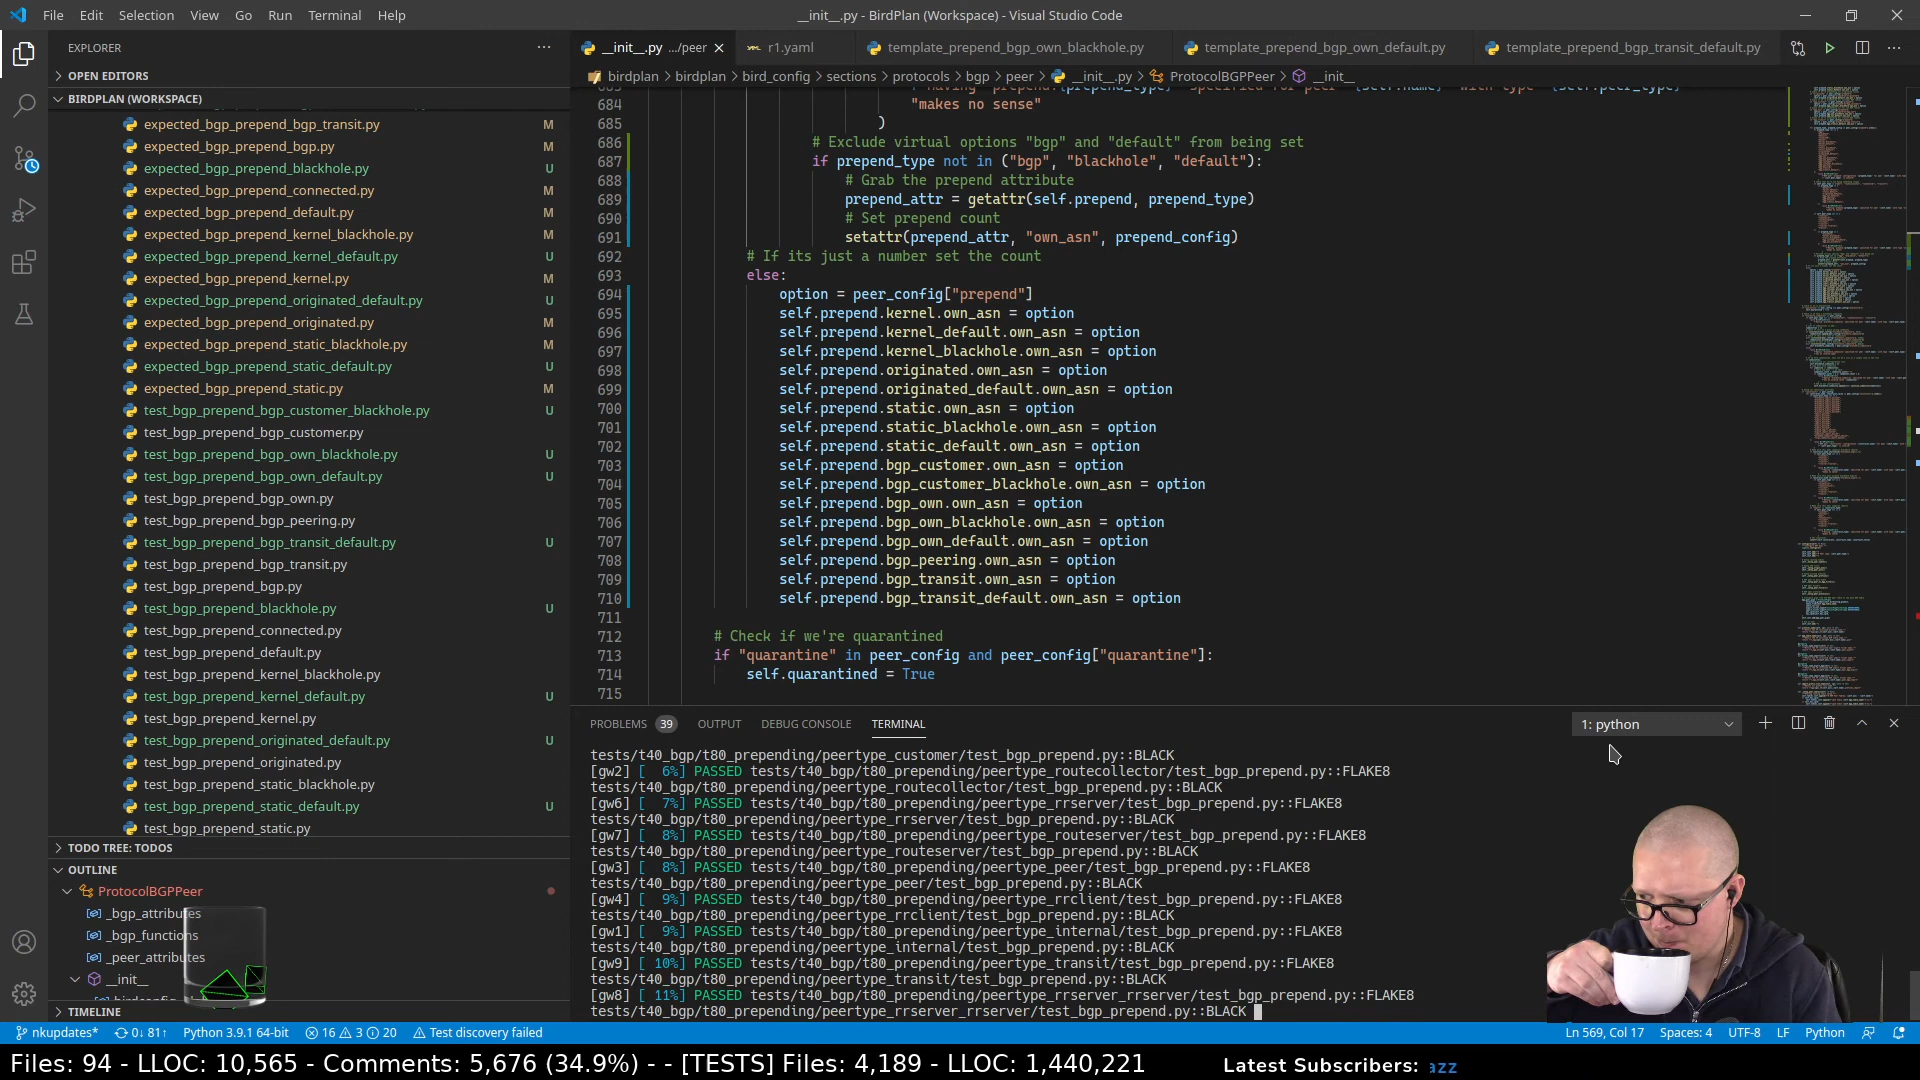 File Edit Selection View Go Run Terminal Help
__init__.py - BirdPlan (Workspace) - Visual Studio Code
EXPLORER
OPEN EDITORS
BIRDPLAN (WORKSPACE)
expected_bgp_prepend_bgp_transit.py M
expected_bgp_prepend_bgp.py M
expected_bgp_prepend_blackhole.py U
expected_bgp_prepend_connected.py M
expected_bgp_prepend_default.py M
expected_bgp_prepend_kernel_blackhole.py M
expected_bgp_prepend_kernel_default.py U
expected_bgp_prepend_kernel.py M
expected_bgp_prepend_originated_default.py U
expected_bgp_prepend_originated.py M
expected_bgp_prepend_static_blackhole.py M
expected_bgp_prepend_static_default.py U
expected_bgp_prepend_static.py M
test_bgp_prepend_bgp_customer_blackhole.py U
test_bgp_prepend_bgp_customer.py
test_bgp_prepend_bgp_own_blackhole.py U
test_bgp_prepend_bgp_own_default.py U
test_bgp_prepend_bgp_own.py
test_bgp_prepend_bgp_peering.py
test_bgp_prepend_bgp_transit_default.py U
test_bgp_prepend_bgp_transit.py
test_bgp_prepend_bgp.py
test_bgp_prepend_blackhole.py U
test_bgp_prepend_connected.py
test_bgp_prepend_default.py
test_bgp_prepend_kernel_blackhole.py
test_bgp_prepend_kernel_default.py U
test_bgp_prepend_kernel.py
test_bgp_prepend_originated_default.py U
test_bgp_prepend_originated.py
test_bgp_prepend_static_blackhole.py
test_bgp_prepend_static_default.py U
test_bgp_prepend_static.py
TODO TREE: TODOS
OUTLINE
ProtocolBGPPeer
_bgp_attributes
_bgp_functions
_peer_attributes
__init__
TIMELINE
__init__.py .../peer r1.yaml template_prepend_bgp_own_blackhole.py template_prepend_bgp_own_default.py template_prepend_bgp_transit_default.py
birdplan > birdplan > bird_config > sections > protocols > bgp > peer > __init__.py > ProtocolBGPPeer > __init__
684 "makes no sense"
685 )
686 # Exclude virtual options "bgp" and "default" from being set
687 if prepend_type not in ("bgp", "blackhole", "default"):
688 # Grab the prepend attribute
689 prepend_attr = getattr(self.prepend, prepend_type)
690 # Set prepend count
691 setattr(prepend_attr, "own_asn", prepend_config)
692 # If its just a number set the count
693 else:
694 option = peer_config["prepend"]
695 self.prepend.kernel.own_asn = option
696 self.prepend.kernel_default.own_asn = option
697 self.prepend.kernel_blackhole.own_asn = option
698 self.prepend.originated.own_asn = option
699 self.prepend.originated_default.own_asn = option
700 self.prepend.static.own_asn = option
701 self.prepend.static_blackhole.own_asn = option
702 self.prepend.static_default.own_asn = option
703 self.prepend.bgp_customer.own_asn = option
704 self.prepend.bgp_customer_blackhole.own_asn = option
705 self.prepend.bgp_own.own_asn = option
706 self.prepend.bgp_own_blackhole.own_asn = option
707 self.prepend.bgp_own_default.own_asn = option
708 self.prepend.bgp_peering.own_asn = option
709 self.prepend.bgp_transit.own_asn = option
710 self.prepend.bgp_transit_default.own_asn = option
711
712 # Check if we're quarantined
713 if "quarantine" in peer_config and peer_config["quarantine"]:
714 self.quarantined = True
715
PROBLEMS 39 OUTPUT DEBUG CONSOLE TERMINAL 1: python
tests/t40_bgp/t80_prepending/peertype_customer/test_bgp_prepend.py::BLACK
[gw2] [ 6%] PASSED tests/t40_bgp/t80_prepending/peertype_routecollector/test_bgp_prepend.py::FLAKE8
tests/t40_bgp/t80_prepending/peertype_routecollector/test_bgp_prepend.py::BLACK
[gw6] [ 7%] PASSED tests/t40_bgp/t80_prepending/peertype_rrserver/test_bgp_prepend.py::FLAKE8
tests/t40_bgp/t80_prepending/peertype_rrserver/test_bgp_prepend.py::BLACK
[gw7] [ 8%] PASSED tests/t40_bgp/t80_prepending/peertype_routeserver/test_bgp_prepend.py::FLAKE8
tests/t40_bgp/t80_prepending/peertype_routeserver/test_bgp_prepend.py::BLACK
[gw3] [ 8%] PASSED tests/t40_bgp/t80_prepending/peertype_peer/test_bgp_prepend.py::FLAKE8
tests/t40_bgp/t80_prepending/peertype_peer/test_bgp_prepend.py::BLACK
[gw4] [ 9%] PASSED tests/t40_bgp/t80_prepending/peertype_rrclient/test_bgp_prepend.py::FLAKE8
tests/t40_bgp/t80_prepending/peertype_rrclient/test_bgp_prepend.py::BLACK
[gw1] [ 9%] PASSED tests/t40_bgp/t80_prepending/peertype_internal/test_bgp_prepend.py::FLAKE8
tests/t40_bgp/t80_prepending/peertype_internal/test_bgp_prepend.py::BLACK
[gw9] [ 10%] PASSED tests/t40_bgp/t80_prepending/peertype_transit/test_bgp_prepend.py::FLAKE8
tests/t40_bgp/t80_prepending/peertype_transit/test_bgp_prepend.py::BLACK
[gw8] [ 11%] PASSED tests/t40_bgp/t80_prepending/peertype_rrserver_rrserver/test_bgp_prepend.py::FLAKE8
tests/t40_bgp/t80_prepending/peertype_rrserver_rrserver/test_bgp_prepend.py::BLACK
nkupdates* 0↓ 81↑ Python 3.9.1 64-bit 16 3 20 Test discovery failed Ln 569, Col 17 Spaces: 4 UTF-8 LF Python
Files: 94 - LLOC: 10,565 - Comments: 5,676 (34.9%) - - [TESTS] Files: 4,189 - LLOC: 1,440,221 Latest Subscribers: azz